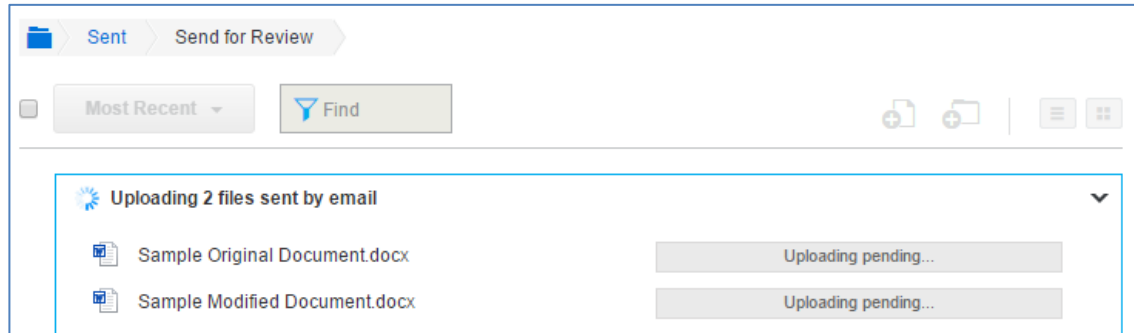 Sent Send for Review
Most Recent Find
Uploading 2 files sent by email
Sample Original Document.docx Uploading pending...
Sample Modified Document.docx Uploading pending...